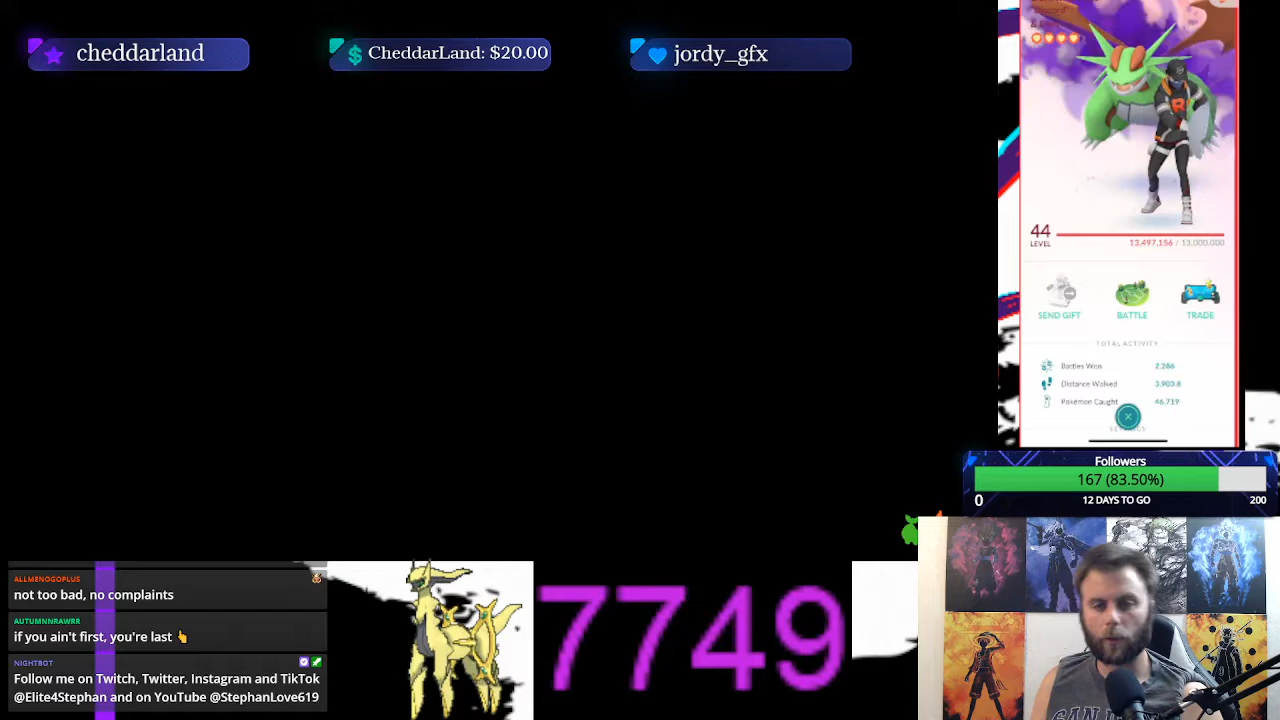 cheddarland
CheddarLand: $20.00
jordy_gfx
44
LEVEL
13,497,156 / 13,000,000
SEND GIFT
BATTLE
TRADE
TOTAL ACTIVITY
Battles Won 2,286
Distance Walked 3,903.8
Pokémon Caught 46,719
Followers
167 (83.50%)
0 12 DAYS TO GO 200
ALLMENOGOPLUS
not too bad, no complaints
AUTUMNNRAWRR
if you ain't first, you're last
NIGHTBOT
Follow me on Twitch, Twitter, Instagram and TikTok
@Elite4Stephan and on YouTube @StephanLove619
7749
R